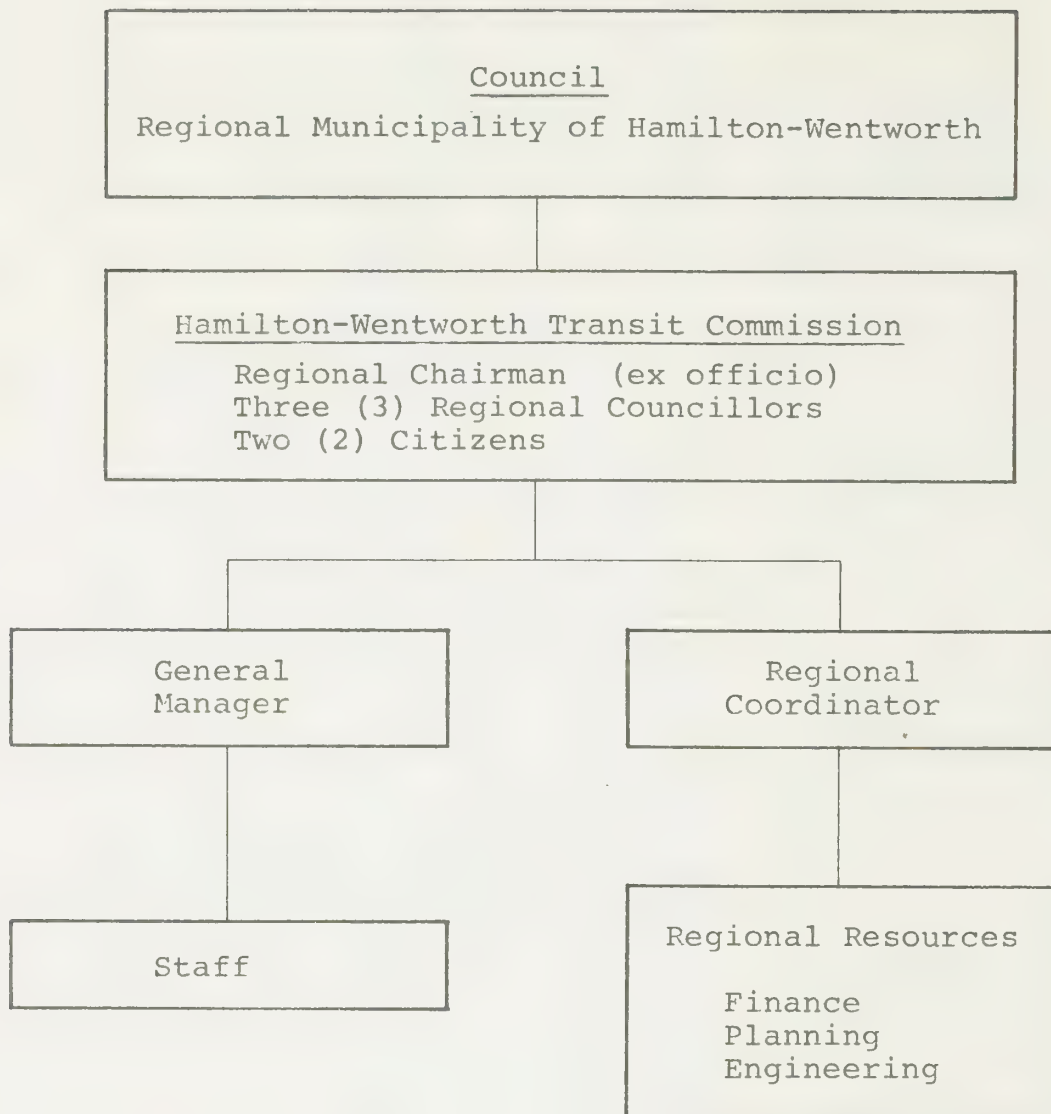 Council
Regional Municipality of Hamilton-Wentworth
Hamilton-Wentworth Transit Commission
Regional Chairman (ex officio)
Three (3) Regional Councillors
Two (2) Citizens
General
Manager
Regional
Coordinator
Staff
Regional Resources
Finance
Planning
Engineering